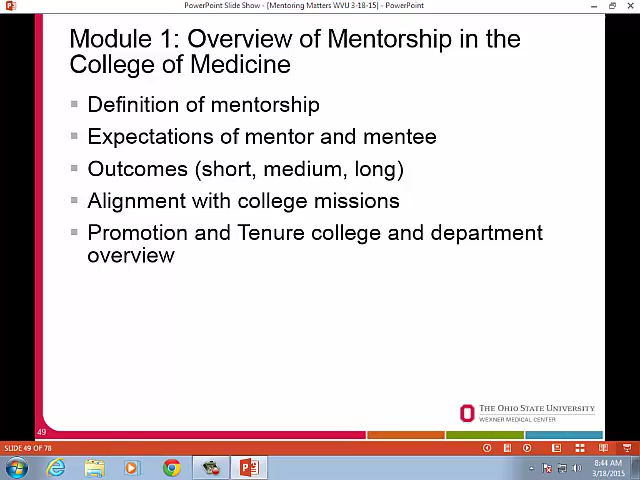 PowerPoint Slide Show - [Mentoring Matters WVU 3-18-15] - PowerPoint
Module 1: Overview of Mentorship in the
College of Medicine
Definition of mentorship
Expectations of mentor and mentee
Outcomes (short, medium, long)
Alignment with college missions
Promotion and Tenure college and department
overview
THE OHIO STATE UNIVERSITY
WEXNER MEDICAL CENTER
49
SLIDE 49 OF 78
8:44 AM
3/18/2015